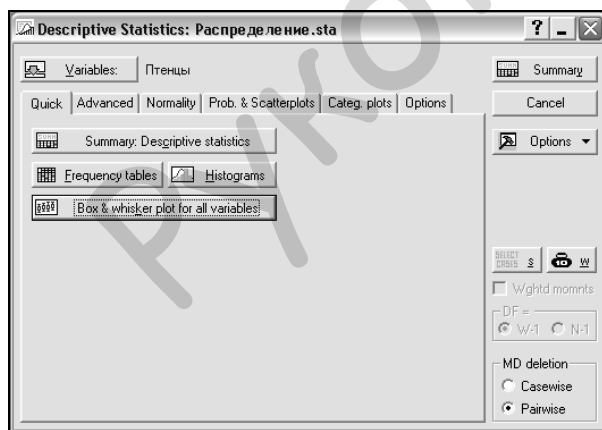 Descriptive Statistics: Распределение.sta
Variables: Птенцы
Quick Advanced Normality Prob. & Scatterplots Categ. plots Options
Summary: Descriptive statistics
Frequency tables Histograms
Box & whisker plot for all variables
Summary
Cancel
Options
SELECT CASES S W
Wghtd momnts
DF =
W-1 N-1
MD deletion
Casewise
Pairwise